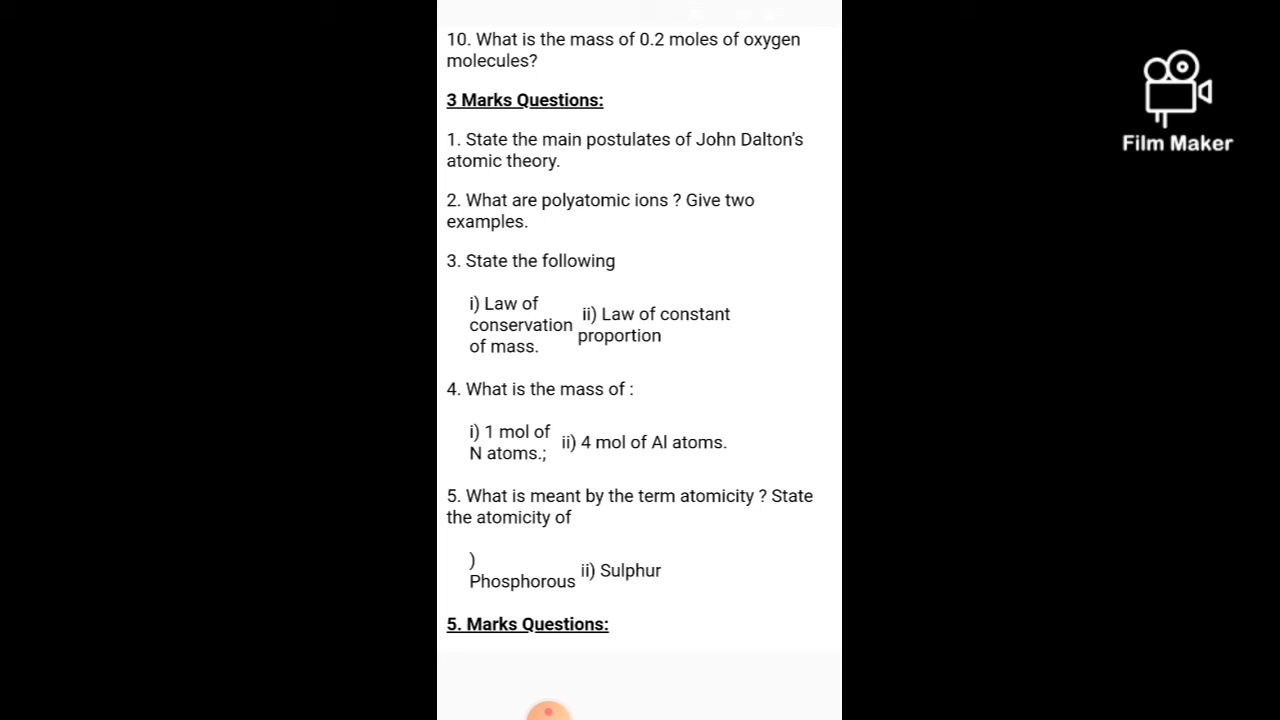 10. What is the mass of 0.2 moles of oxygen
molecules?
3 Marks Questions:
1. State the main postulates of John Dalton's
atomic theory.
2. What are polyatomic ions ? Give two
examples.
3. State the following
i) Law of
conservation
of mass.
ii) Law of constant
proportion
4. What is the mass of :
i) 1 mol of
N atoms.;
ii) 4 mol of Al atoms.
5. What is meant by the term atomicity ? State
the atomicity of
)
Phosphorous
ii) Sulphur
5. Marks Questions:
Film Maker